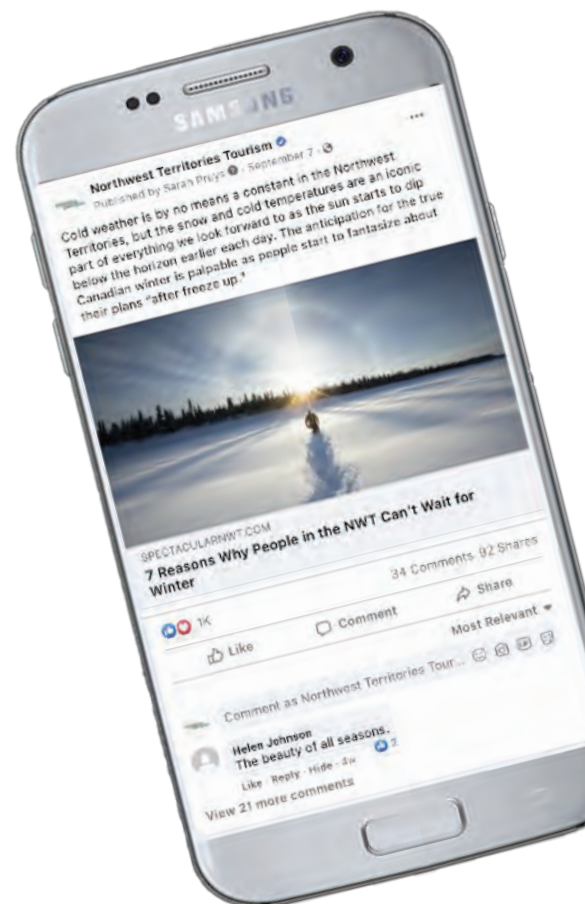 SAMSUNG
Northwest Territories Tourism
Published by Sarah Pruys · September 7 ·
Cold weather is by no means a constant in the Northwest
Territories, but the snow and cold temperatures are an iconic
part of everything we look forward to as the sun starts to dip
below the horizon earlier each day. The anticipation for the true
Canadian winter is palpable as people start to fantasize about
their plans "after freeze up."
SPECTACULARNWT.COM
7 Reasons Why People in the NWT Can't Wait for
Winter
1K
34 Comments 92 Shares
Like
Comment
Share
Most Relevant
Comment as Northwest Territories Tour...
Helen Johnson
The beauty of all seasons.
2
Like · Reply · Hide · 4w
View 21 more comments